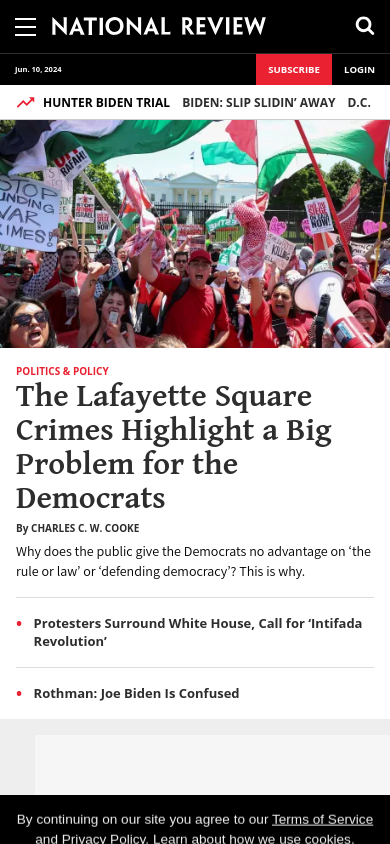 NATIONAL REVIEW
Jun. 10, 2024
SUBSCRIBE
LOGIN
HUNTER BIDEN TRIAL BIDEN: SLIP SLIDIN’ AWAY D.C.
RAFAH
STOP
FUNDING
WAR
CRIMES!
POLITICS & POLICY
The Lafayette Square
Crimes Highlight a Big
Problem for the
Democrats
By CHARLES C. W. COOKE
Why does the public give the Democrats no advantage on ‘the
rule or law’ or ‘defending democracy’? This is why.
• Protesters Surround White House, Call for ‘Intifada
Revolution’
• Rothman: Joe Biden Is Confused
By continuing on our site you agree to our Terms of Service
and Privacy Policy. Learn about how we use cookies.